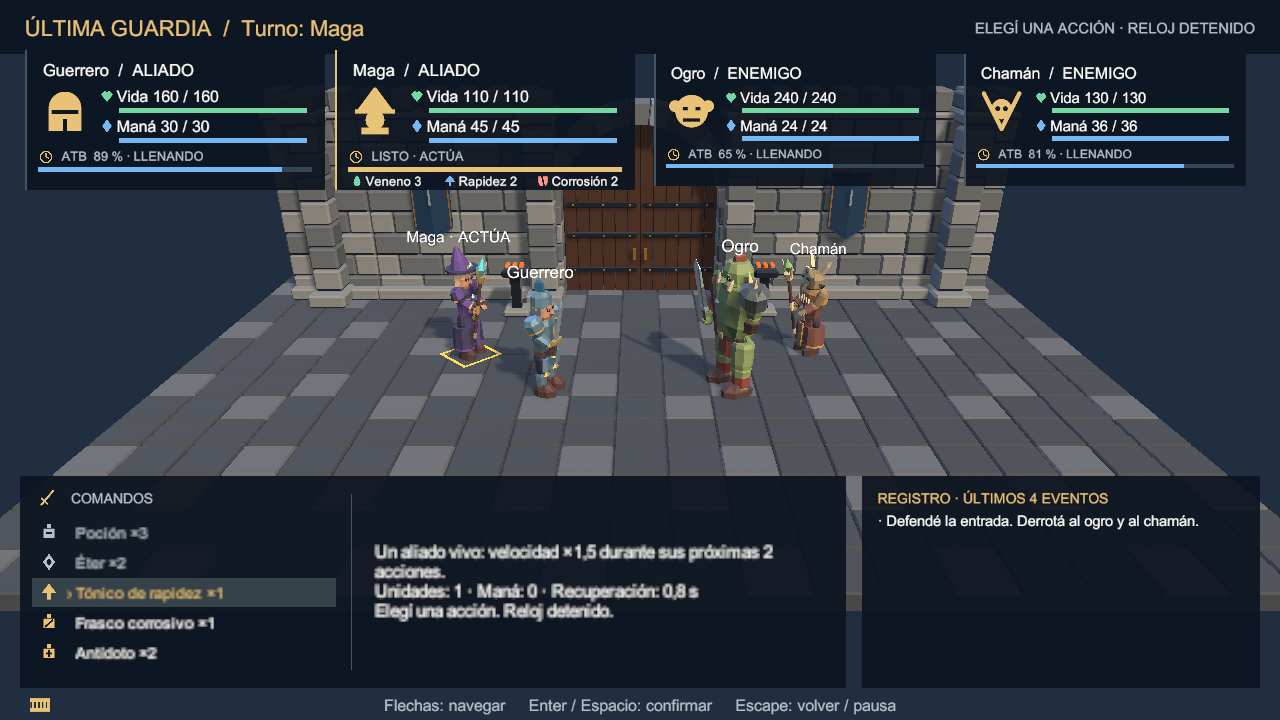 ÚLTIMA GUARDIA / Turno: Maga
ELEGÍ UNA ACCIÓN · RELOJ DETENIDO
Guerrero / ALIADO
Vida 160 / 160
Maná 30 / 30
ATB 89 % · LLENANDO
Maga / ALIADO
Vida 110 / 110
Maná 45 / 45
LISTO · ACTÚA
Veneno 3 Rapidez 2 Corrosión 2
Ogro / ENEMIGO
Vida 240 / 240
Maná 24 / 24
ATB 65 % · LLENANDO
Chamán / ENEMIGO
Vida 130 / 130
Maná 36 / 36
ATB 81 % · LLENANDO
Maga · ACTÚA
Guerrero
Ogro
Chamán
COMANDOS
Poción ×3
Éter ×2
› Tónico de rapidez ×1
Frasco corrosivo ×1
Antídoto ×2
Un aliado vivo: velocidad ×1,5 durante sus próximas 2
acciones.
Unidades: 1 · Maná: 0 · Recuperación: 0,8 s
Elegí una acción. Reloj detenido.
REGISTRO · ÚLTIMOS 4 EVENTOS
· Defendé la entrada. Derrotá al ogro y al chamán.
Flechas: navegar Enter / Espacio: confirmar Escape: volver / pausa